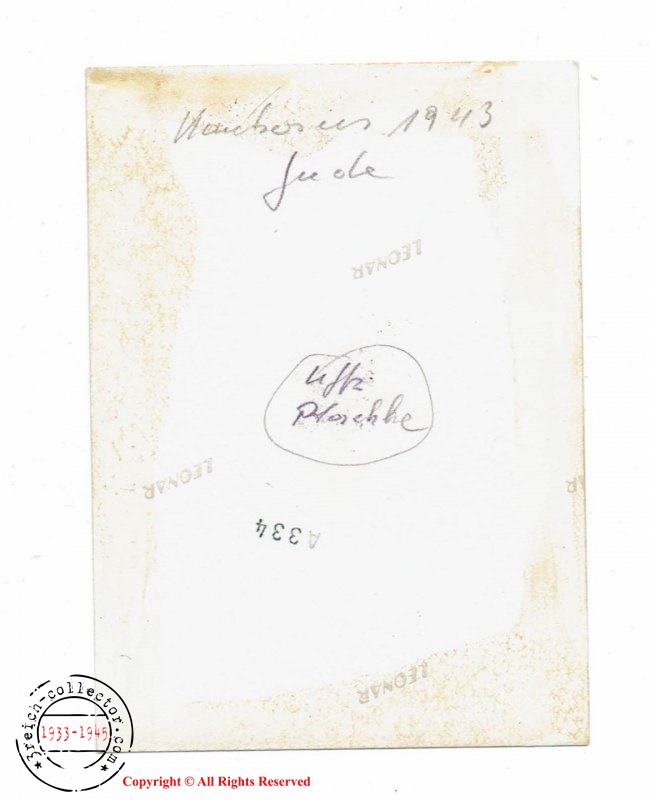 1943
Jude
LEONAR
Uffz
LEONAR
A334
LEONAR
★3reich-collector.com★
1933-1945
Copyright © All Rights Reserved